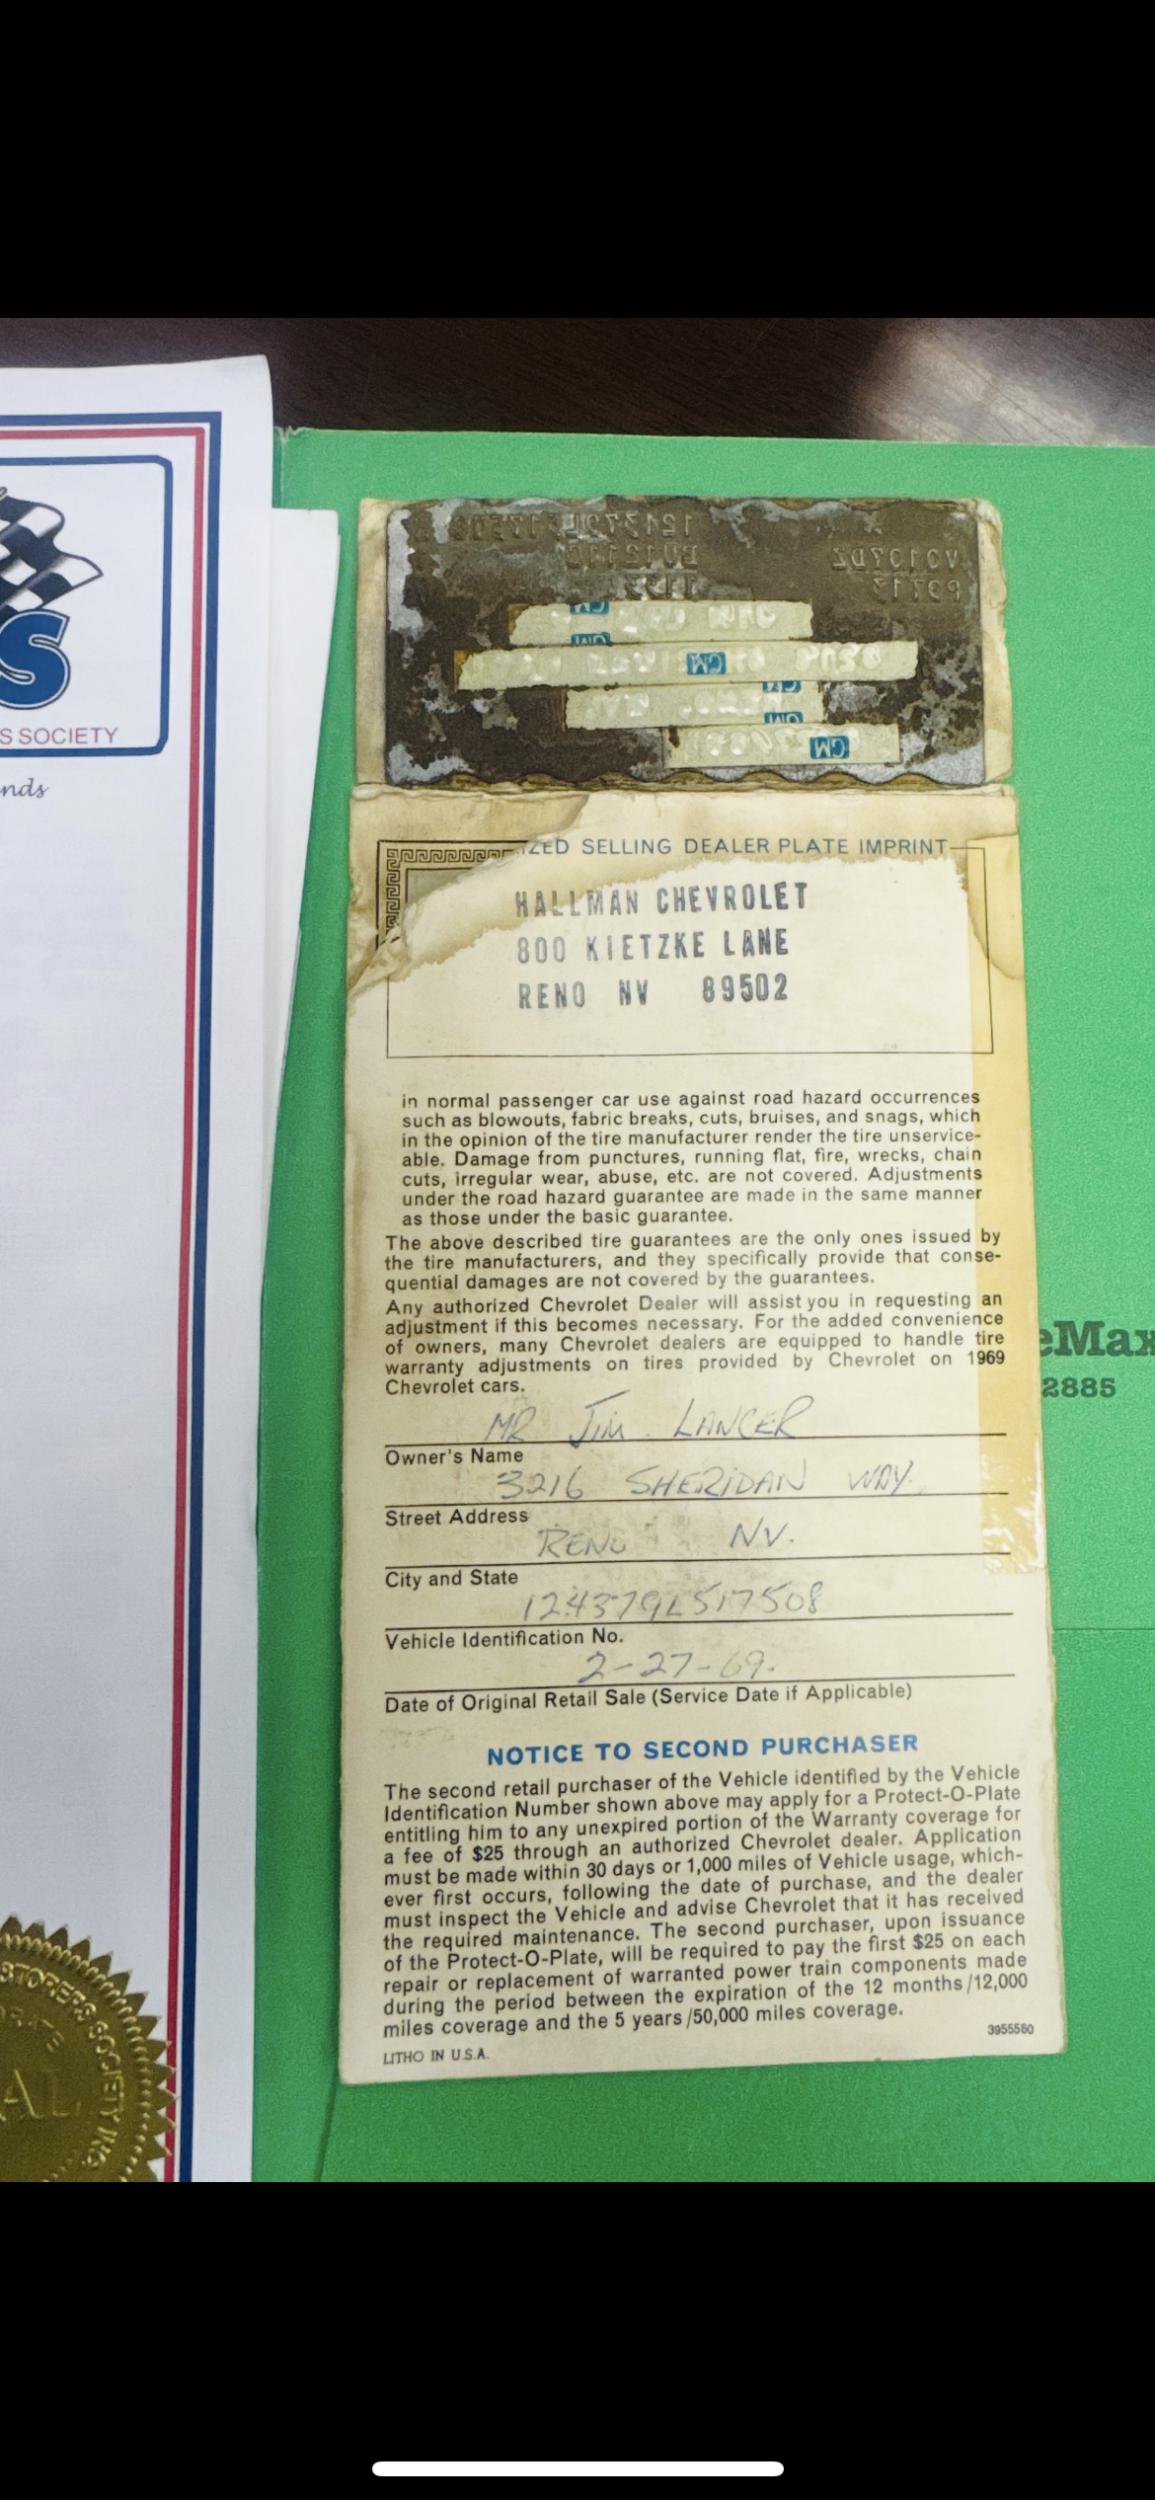 S
S SOCIETY
nds
GM
GM
GM
GM
GM
GM
GM
IZED SELLING DEALER PLATE IMPRINT
HALLMAN CHEVROLET
800 KIETZKE LANE
RENO NV 89502
in normal passenger car use against road hazard occurrences
such as blowouts, fabric breaks, cuts, bruises, and snags, which
in the opinion of the tire manufacturer render the tire unservice-
able. Damage from punctures, running flat, fire, wrecks, chain
cuts, irregular wear, abuse, etc. are not covered. Adjustments
under the road hazard guarantee are made in the same manner
as those under the basic guarantee.
The above described tire guarantees are the only ones issued by
the tire manufacturers, and they specifically provide that conse-
quential damages are not covered by the guarantees.
Any authorized Chevrolet Dealer will assist you in requesting an
adjustment if this becomes necessary. For the added convenience
of owners, many Chevrolet dealers are equipped to handle tire
warranty adjustments on tires provided by Chevrolet on 1969
Chevrolet cars.
MR JIM LANCER
Owner's Name
3216 SHERIDAN WAY.
Street Address
RENO NV.
City and State
124379L517508
Vehicle Identification No.
2-27-69.
Date of Original Retail Sale (Service Date if Applicable)
NOTICE TO SECOND PURCHASER
The second retail purchaser of the Vehicle identified by the Vehicle
Identification Number shown above may apply for a Protect-O-Plate
entitling him to any unexpired portion of the Warranty coverage for
a fee of $25 through an authorized Chevrolet dealer. Application
must be made within 30 days or 1,000 miles of Vehicle usage, which-
ever first occurs, following the date of purchase, and the dealer
must inspect the Vehicle and advise Chevrolet that it has received
the required maintenance. The second purchaser, upon issuance
of the Protect-O-Plate, will be required to pay the first $25 on each
repair or replacement of warranted power train components made
during the period between the expiration of the 12 months/12,000
miles coverage and the 5 years/50,000 miles coverage.
3955560
LITHO IN U.S.A.
eMax
2885
STORERS SOCIETY INC.
ORATE
AL